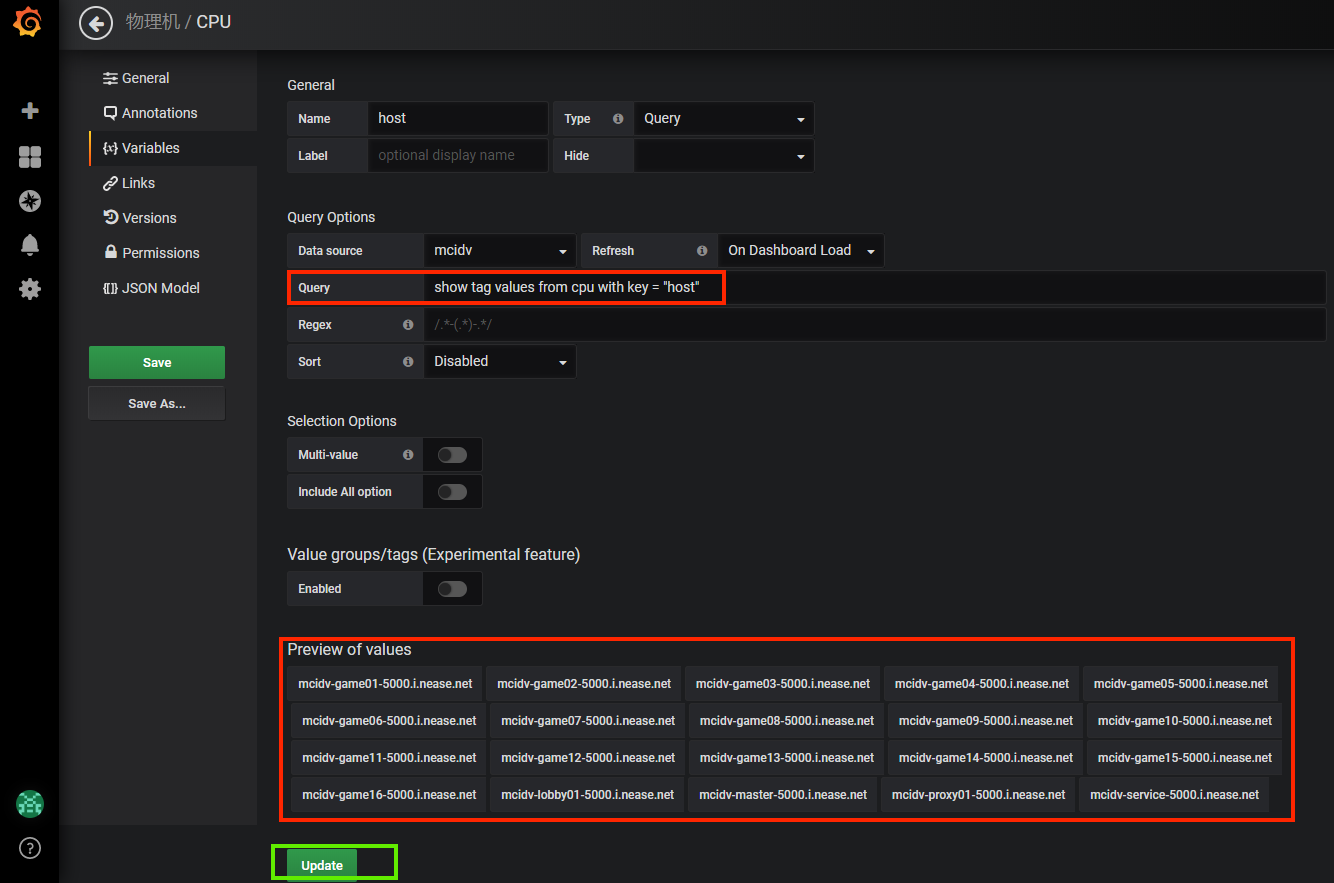 物理机 / CPU
General
Annotations
{x} Variables
Links
Versions
Permissions
{[]} JSON Model
Save
Save As...
General
Name host Type Query
Label optional display name Hide
Query Options
Data source mcidv Refresh On Dashboard Load
Query show tag values from cpu with key = "host"
Regex /.*-(.*)-.*/
Sort Disabled
Selection Options
Multi-value
Include All option
Value groups/tags (Experimental feature)
Enabled
Preview of values
mcidv-game01-5000.i.nease.net mcidv-game02-5000.i.nease.net mcidv-game03-5000.i.nease.net mcidv-game04-5000.i.nease.net mcidv-game05-5000.i.nease.net
mcidv-game06-5000.i.nease.net mcidv-game07-5000.i.nease.net mcidv-game08-5000.i.nease.net mcidv-game09-5000.i.nease.net mcidv-game10-5000.i.nease.net
mcidv-game11-5000.i.nease.net mcidv-game12-5000.i.nease.net mcidv-game13-5000.i.nease.net mcidv-game14-5000.i.nease.net mcidv-game15-5000.i.nease.net
mcidv-game16-5000.i.nease.net mcidv-lobby01-5000.i.nease.net mcidv-master-5000.i.nease.net mcidv-proxy01-5000.i.nease.net mcidv-service-5000.i.nease.net
Update